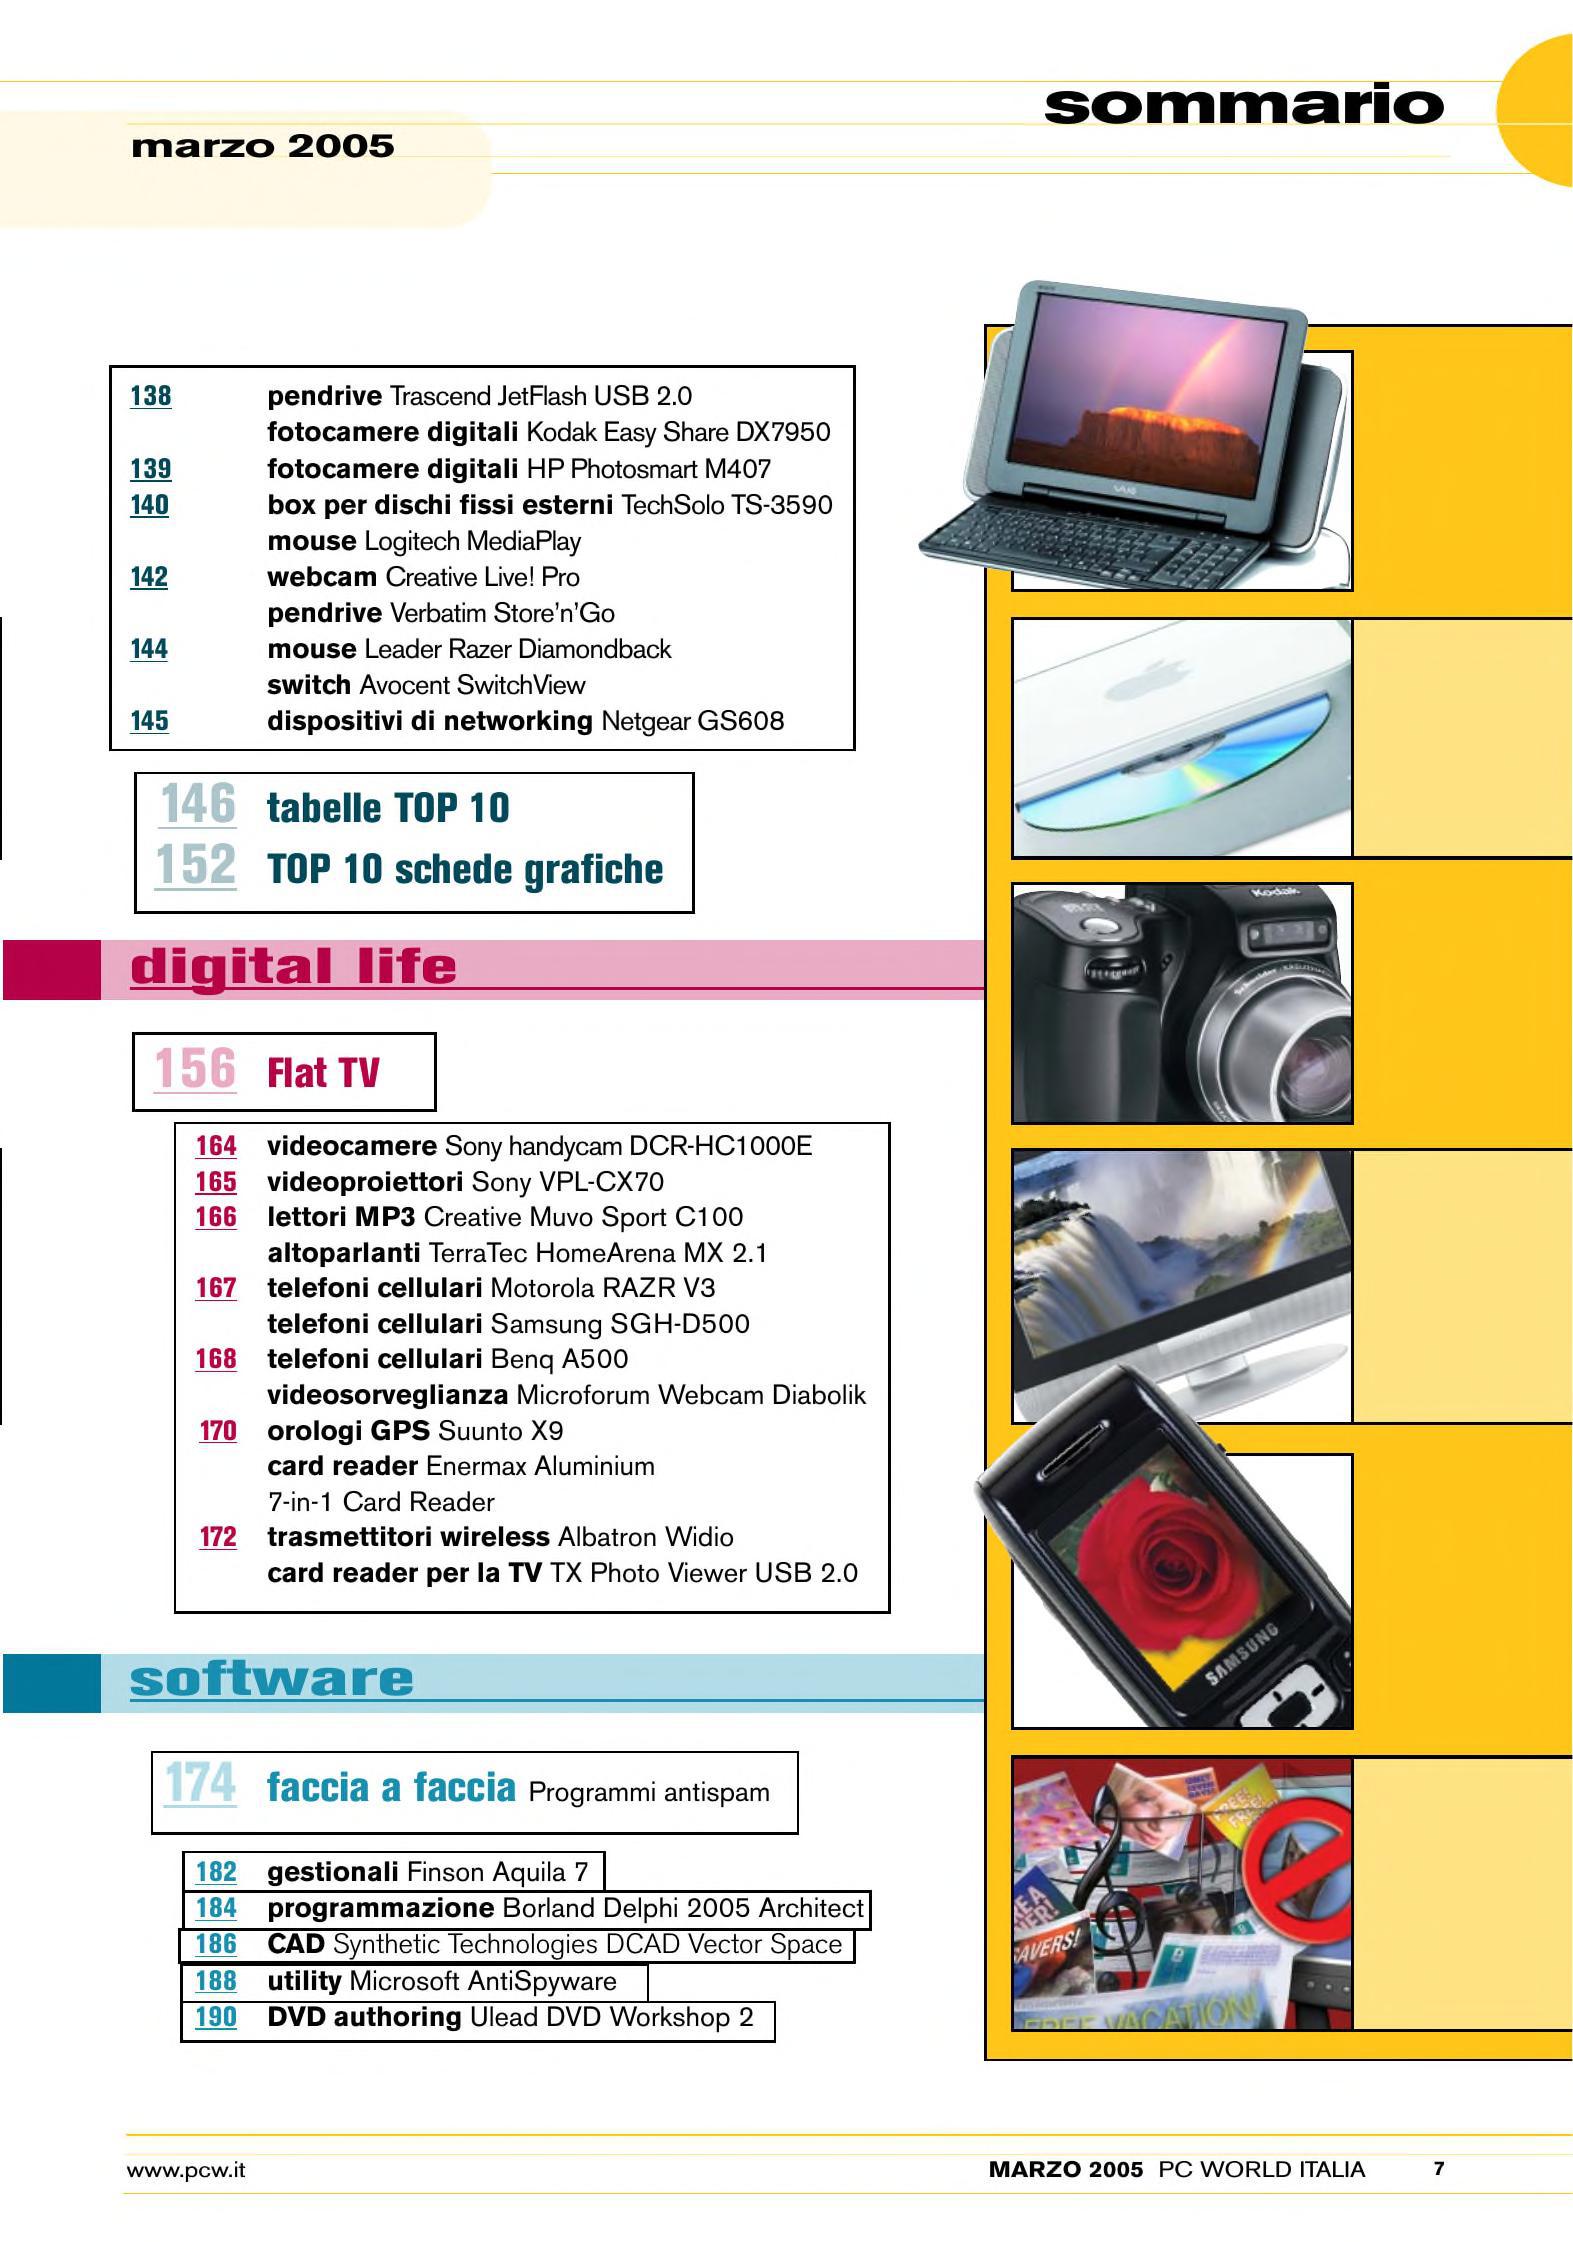 sommario
marzo 2005
138 pendrive Trascend JetFlash USB 2.0
fotocamere digitali Kodak Easy Share DX7950
139 fotocamere digitali HP Photosmart M407
140 box per dischi fissi esterni TechSolo TS-3590
mouse Logitech MediaPlay
142 webcam Creative Live! Pro
pendrive Verbatim Store’n’Go
144 mouse Leader Razer Diamondback
switch Avocent SwitchView
145 dispositivi di networking Netgear GS608
146 tabelle TOP 10
152 TOP 10 schede grafiche
digital life
156 Flat TV
164 videocamere Sony handycam DCR-HC1000E
165 videoproiettori Sony VPL-CX70
166 lettori MP3 Creative Muvo Sport C100
altoparlanti TerraTec HomeArena MX 2.1
167 telefoni cellulari Motorola RAZR V3
telefoni cellulari Samsung SGH-D500
168 telefoni cellulari Benq A500
videosorveglianza Microforum Webcam Diabolik
170 orologi GPS Suunto X9
card reader Enermax Aluminium
7-in-1 Card Reader
172 trasmettitori wireless Albatron Widio
card reader per la TV TX Photo Viewer USB 2.0
software
174 faccia a faccia Programmi antispam
182 gestionali Finson Aquila 7
184 programmazione Borland Delphi 2005 Architect
186 CAD Synthetic Technologies DCAD Vector Space
188 utility Microsoft AntiSpyware
190 DVD authoring Ulead DVD Workshop 2
VAIO
Kodak
SAMSUNG
FREE!
FREE!
SAVERS!
FREE VACATION!
www.pcw.it
MARZO 2005 PC WORLD ITALIA 7